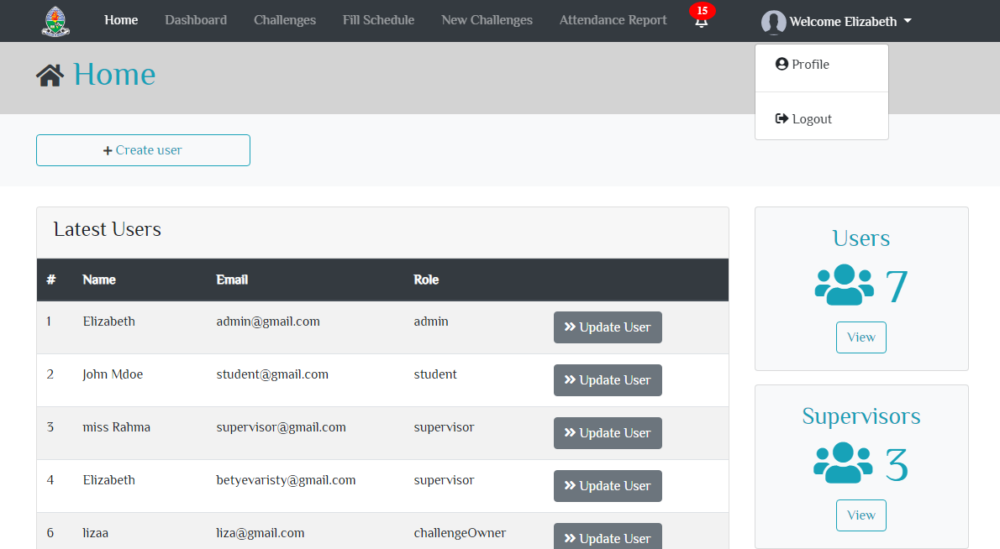 Home Dashboard Challenges Fill Schedule New Challenges Attendance Report 15 Welcome Elizabeth
Profile
Logout
Home
+ Create user
Latest Users
# Name Email Role
1 Elizabeth admin@gmail.com admin Update User
2 John Mdoe student@gmail.com student Update User
3 miss Rahma supervisor@gmail.com supervisor Update User
4 Elizabeth betyevaristy@gmail.com supervisor Update User
6 lizaa liza@gmail.com challengeOwner Update User
Users
7
View
Supervisors
3
View